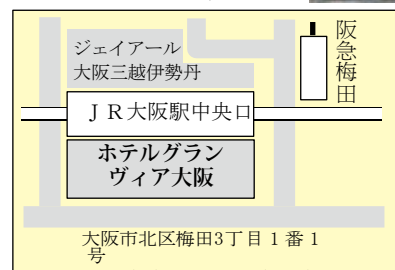 ジェイアール
大阪三越伊勢丹
阪急梅田
ＪＲ大阪駅中央口
ホテルグラン
ヴィア大阪
大阪市北区梅田3丁目１番１
号